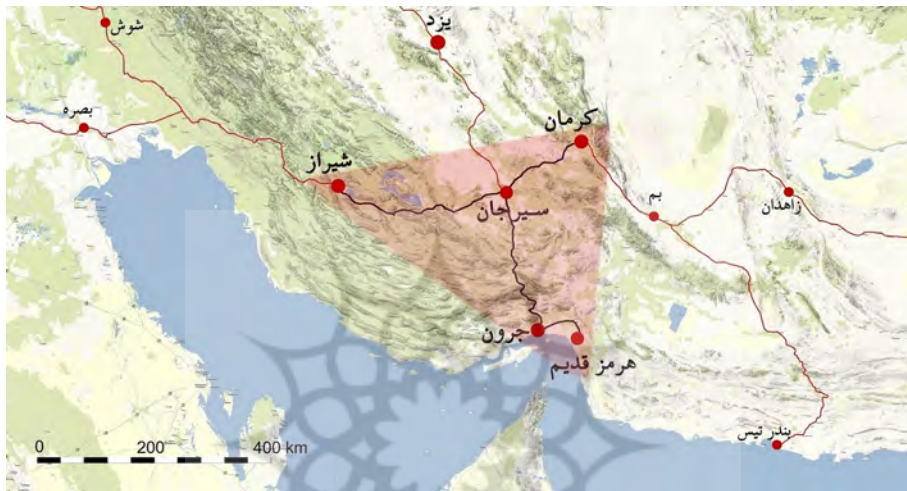 شوش
یزد
بصره
کرمان
شیراز
سیرجان
بم
زاهدان
جرون
هرمز قدیم
بندر تیس
0 200 400 km